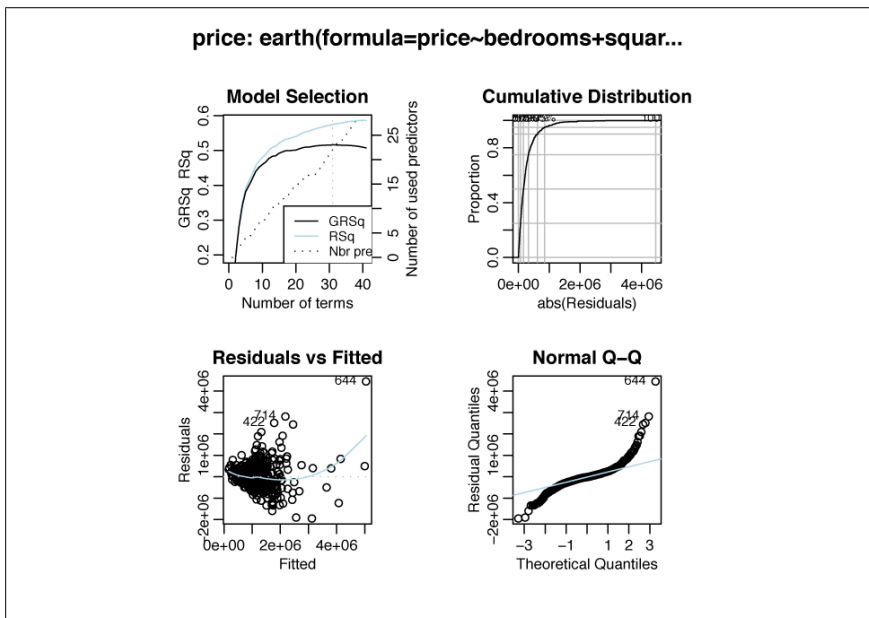 price: earth(formula=price~bedrooms+squar...
Model Selection
GRSq RSq
0.2 0.3 0.4 0.5 0.6
Number of used predictors
0 5 15 25
GRSq
RSq
Nbr pre
0 10 20 30 40
Number of terms
Cumulative Distribution
Proportion
0.0 0.4 0.8
100
0e+00 2e+06 4e+06
abs(Residuals)
Residuals vs Fitted
Residuals
-2e+06 1e+06 4e+06
644
714
422
0e+00 2e+06 4e+06
Fitted
Normal Q-Q
Residual Quantiles
-2e+06 1e+06 4e+06
644
714
422
-3 -1 1 2 3
Theoretical Quantiles